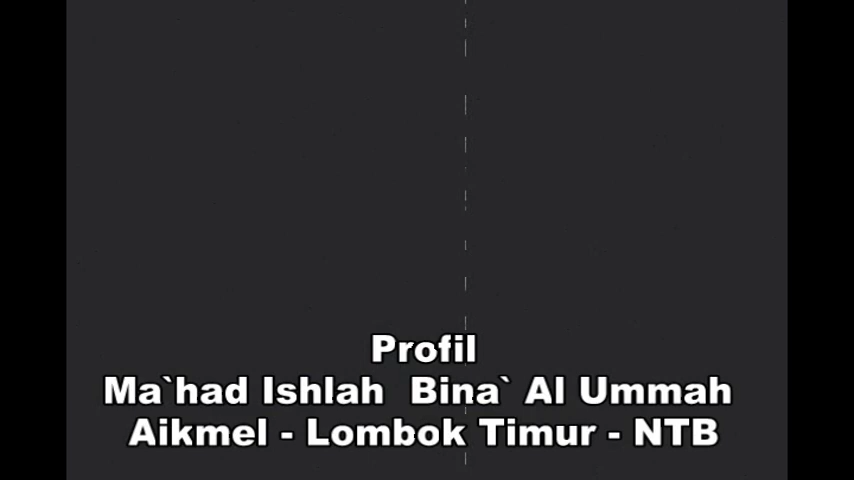 Profil
Ma`had Ishlah  Bina` Al Ummah
Aikmel - Lombok Timur - NTB